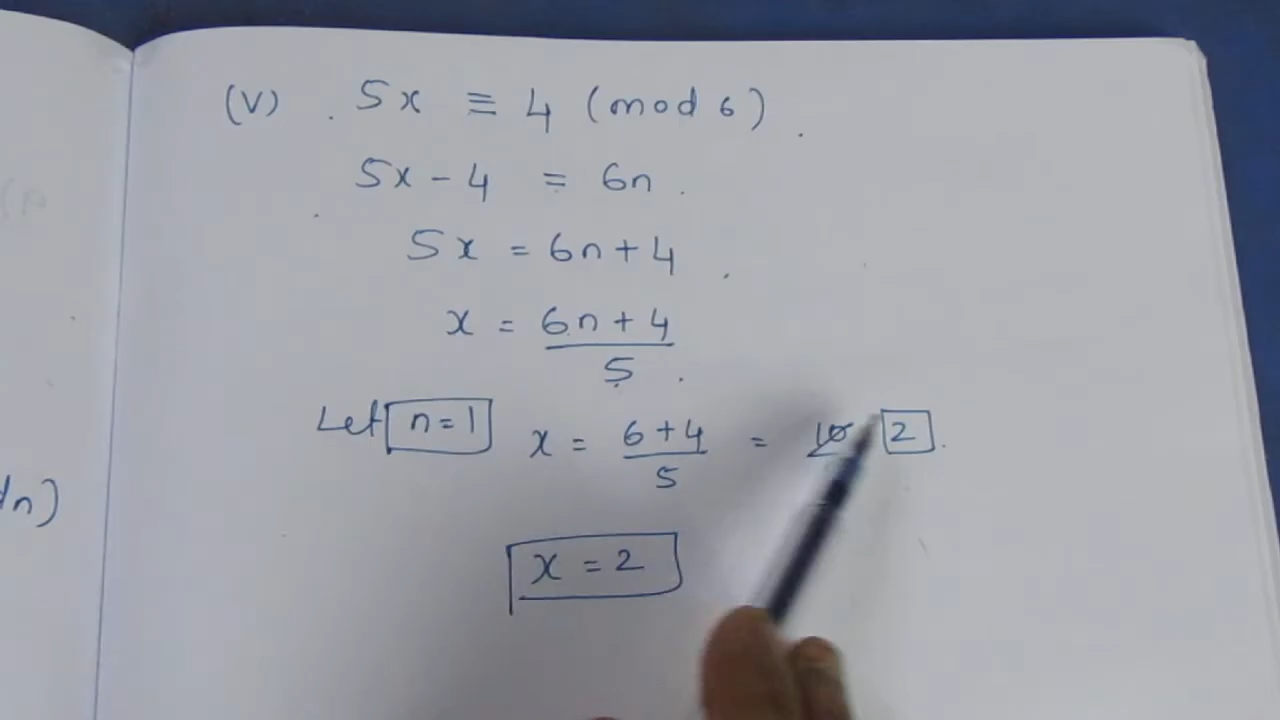 (V) 5x ≡ 4 (mod 6)
5x - 4 = 6n
5x = 6n + 4
x = 6n + 4
5
Let n = 1 x = 6 + 4 = 10 2
5
dn)
x = 2